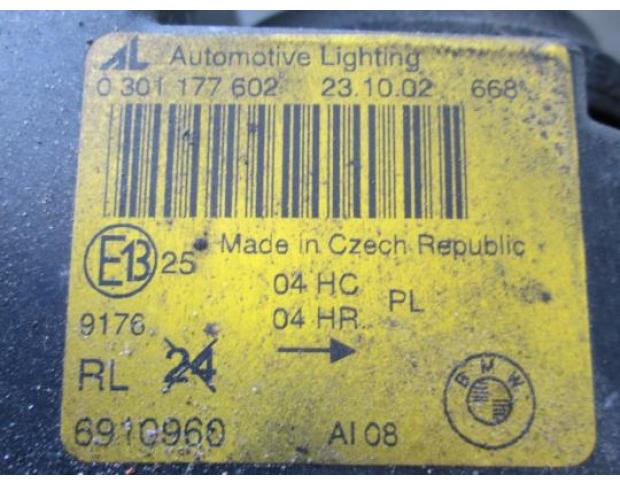 AL Automotive Lighting
0 301 177 602 23.10.02 668
E13 25 Made in Czech Republic
04 HC
04 HR PL
9176
RL 24
6910960 AI 08
BMW